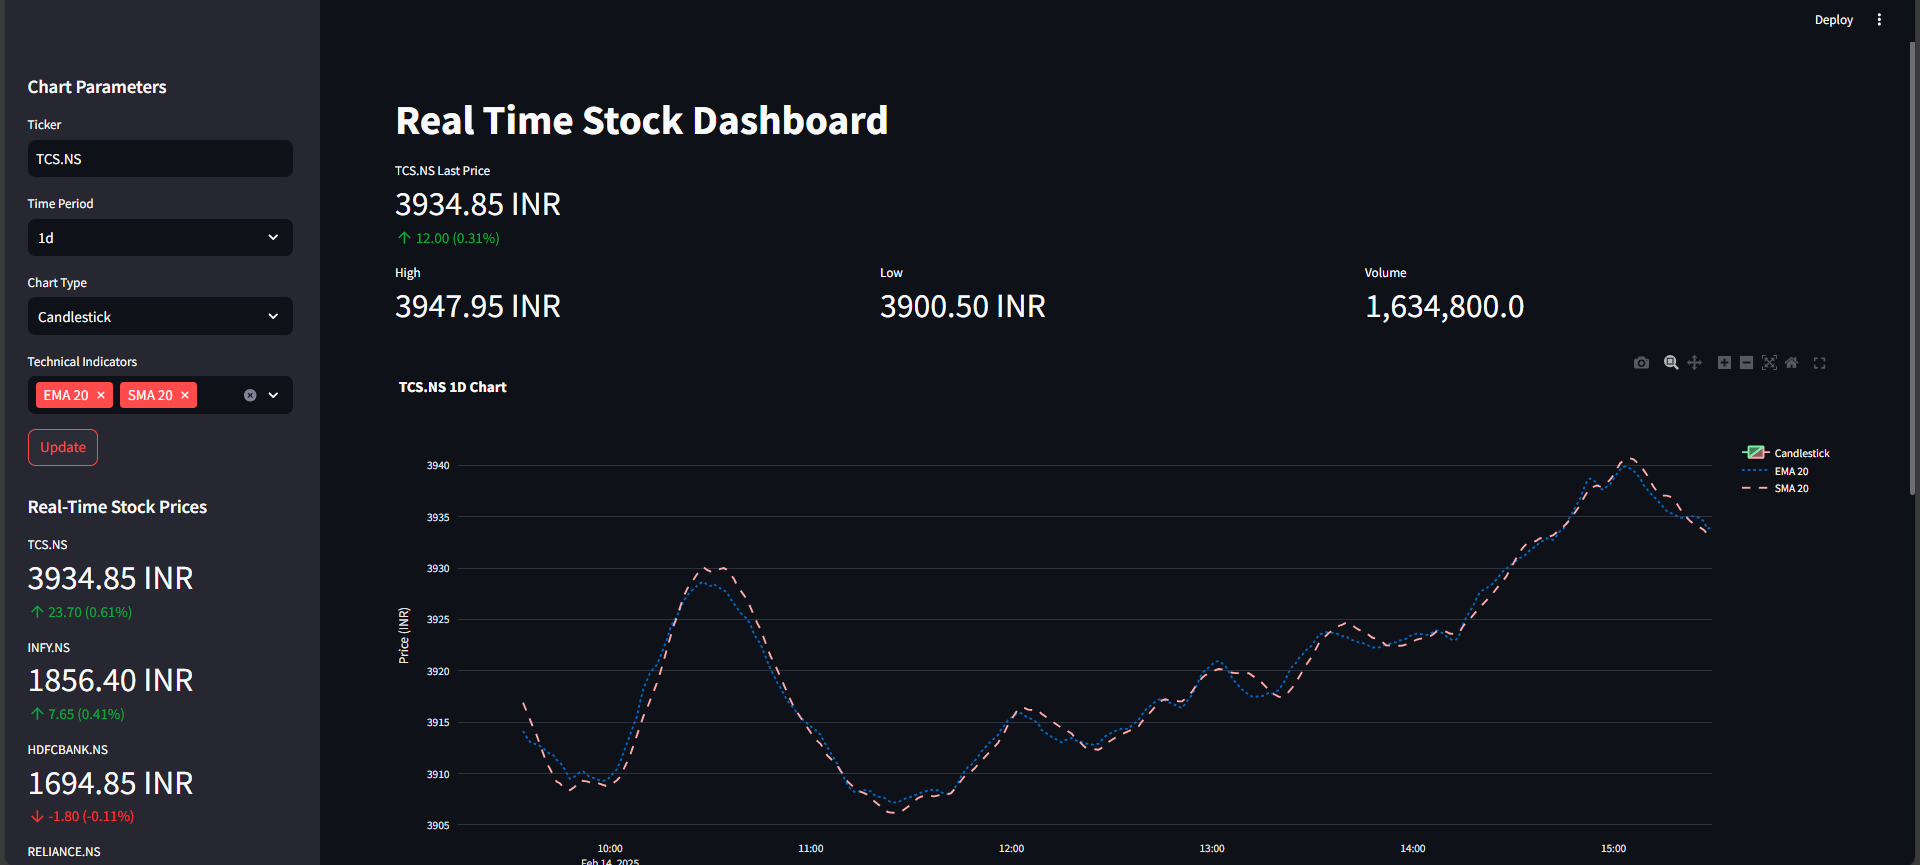 Deploy
Chart Parameters
Ticker
TCS.NS
Time Period
1d
Chart Type
Candlestick
Technical Indicators
EMA 20 × SMA 20 ×
Update
Real-Time Stock Prices
TCS.NS
3934.85 INR
↑ 23.70 (0.61%)
INFY.NS
1856.40 INR
↑ 7.65 (0.41%)
HDFCBANK.NS
1694.85 INR
↓ -1.80 (-0.11%)
RELIANCE.NS
Real Time Stock Dashboard
TCS.NS Last Price
3934.85 INR
↑ 12.00 (0.31%)
High
3947.95 INR
Low
3900.50 INR
Volume
1,634,800.0
TCS.NS 1D Chart
Candlestick
EMA 20
SMA 20
Price (INR)
3940
3935
3930
3925
3920
3915
3910
3905
10:00 11:00 12:00 13:00 14:00 15:00
Feb 14, 2025